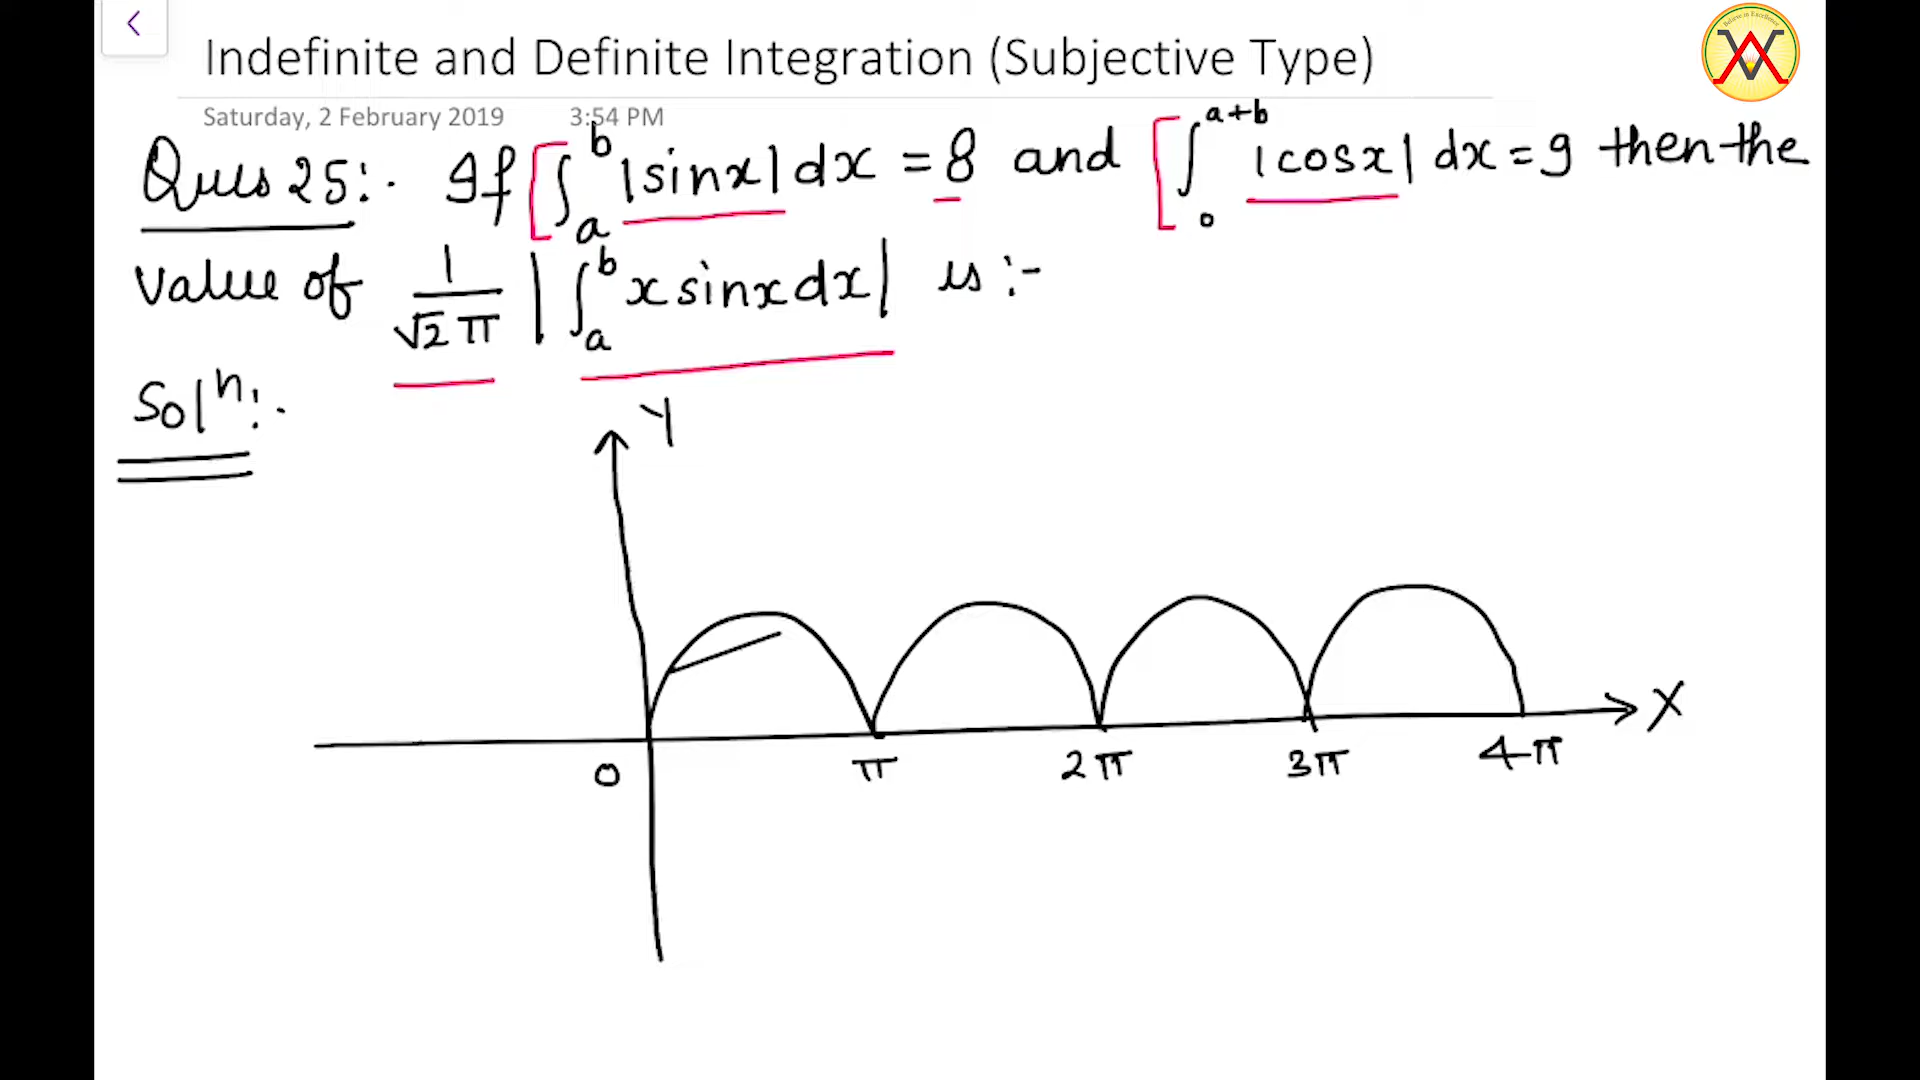 Indefinite and Definite Integration (Subjective Type)
Saturday, 2 February 2019 3:54 PM
Ques 25:- If [∫_a^b |sinx| dx = 8 and [∫_0^{a+b} |cosx| dx = 9 then the
value of 1/(√2 π) |∫_a^b x sinx dx| is :-
Solⁿ:-
Y
X
0 π 2π 3π 4π